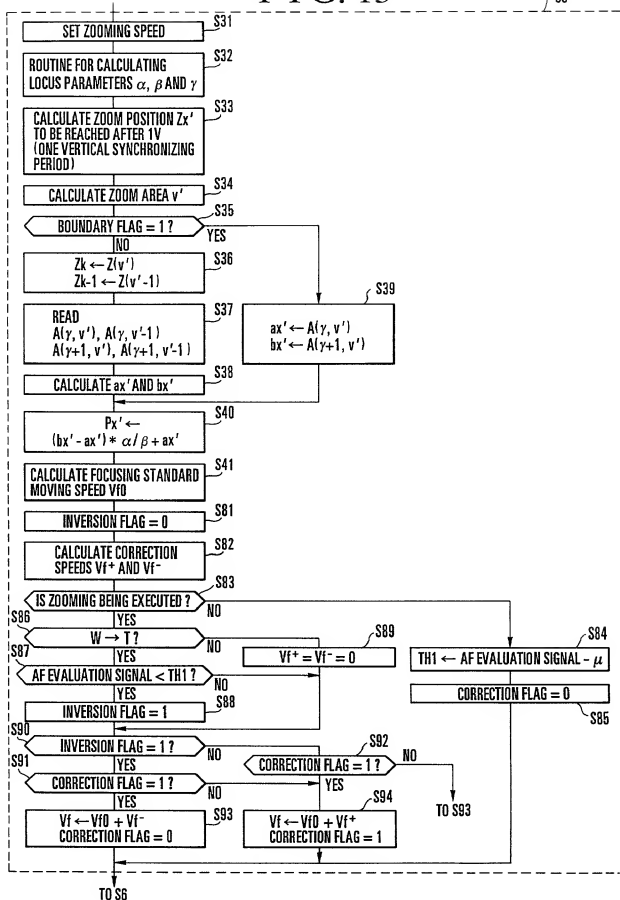 FIG. 15
S31
SET ZOOMING SPEED
S32
ROUTINE FOR CALCULATING
LOCUS PARAMETERS α, β AND γ
S33
CALCULATE ZOOM POSITION Zx'
TO BE REACHED AFTER 1V
(ONE VERTICAL SYNCHRONIZING
PERIOD)
S34
CALCULATE ZOOM AREA v'
S35
BOUNDARY FLAG = 1 ?
YES
NO
S36
Zk ← Z(v')
Zk-1 ← Z(v'-1)
S37
READ
A(γ, v'), A(γ, v'-1)
A(γ+1, v'), A(γ+1, v'-1)
S39
ax' ← A(γ, v')
bx' ← A(γ+1, v')
S38
CALCULATE ax' AND bx'
S40
Px' ←
(bx' - ax') * α/β + ax'
S41
CALCULATE FOCUSING STANDARD
MOVING SPEED Vf0
S81
INVERSION FLAG = 0
S82
CALCULATE CORRECTION
SPEEDS Vf+ AND Vf-
S83
IS ZOOMING BEING EXECUTED ?
NO
YES
S86
W → T ?
NO
YES
S89
Vf+ = Vf- = 0
S84
TH1 ← AF EVALUATION SIGNAL - μ
S87
AF EVALUATION SIGNAL < TH1 ?
NO
YES
CORRECTION FLAG = 0
S85
S88
INVERSION FLAG = 1
S90
INVERSION FLAG = 1 ?
NO
YES
S92
CORRECTION FLAG = 1 ?
NO
YES
S91
CORRECTION FLAG = 1 ?
NO
YES
TO S93
S93
Vf ← Vf0 + Vf-
CORRECTION FLAG = 0
S94
Vf ← Vf0 + Vf+
CORRECTION FLAG = 1
TO S6